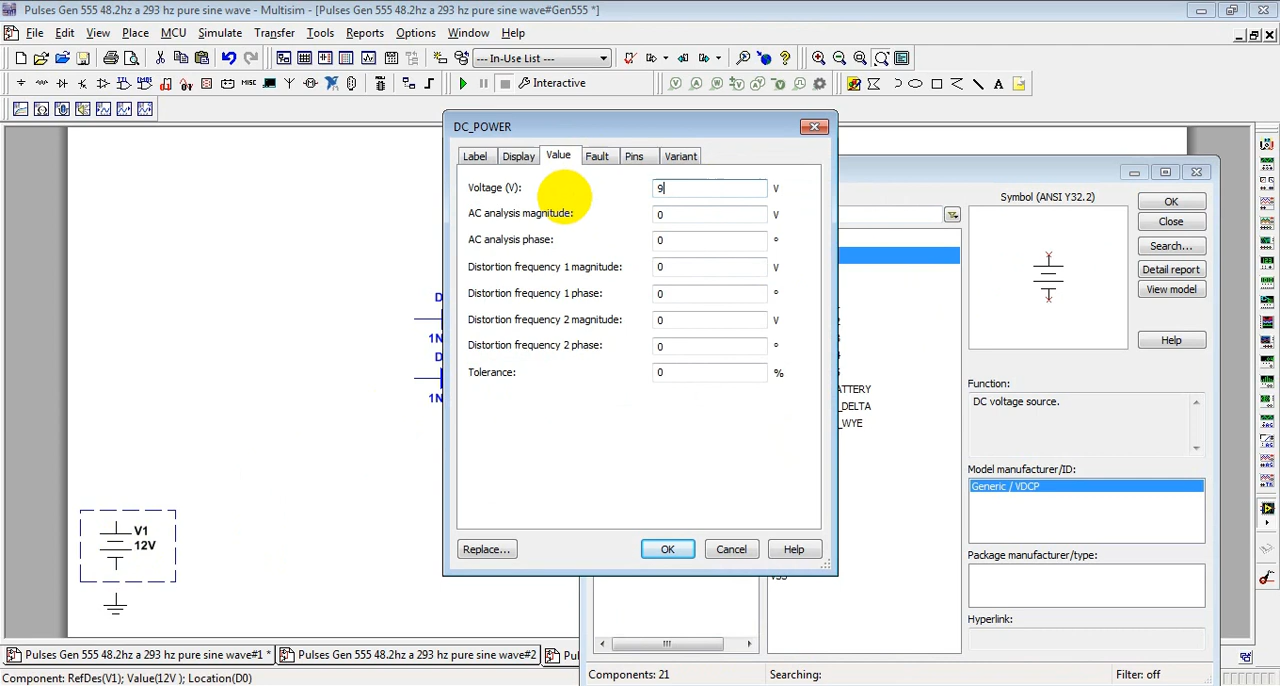 Pulses Gen 555 48.2hz a 293 hz pure sine wave - Multisim - [Pulses Gen 555 48.2hz a 293 hz pure sine wave#Gen555 *]
File Edit View Place MCU Simulate Transfer Tools Reports Options Window Help
--- In-Use List ---
MISC Interactive
DC_POWER
Label Display Value Fault Pins Variant
Voltage (V): 9 V
AC analysis magnitude: 0 V
AC analysis phase: 0 °
Distortion frequency 1 magnitude: 0 V
Distortion frequency 1 phase: 0 °
Distortion frequency 2 magnitude: 0 V
Distortion frequency 2 phase: 0 °
Tolerance: 0 %
Replace... OK Cancel Help
D
1N
D
1N
V1
12V
ATTERY
_DELTA
_WYE
Symbol (ANSI Y32.2)
OK
Close
Search...
Detail report
View model
Help
Function:
DC voltage source.
Model manufacturer/ID:
Generic / VDCP
Package manufacturer/type:
Hyperlink:
Components: 21 Searching: Filter: off
Pulses Gen 555 48.2hz a 293 hz pure sine wave#1 * Pulses Gen 555 48.2hz a 293 hz pure sine wave#2 Pul
Component: RefDes(V1); Value(12V ); Location(D0)